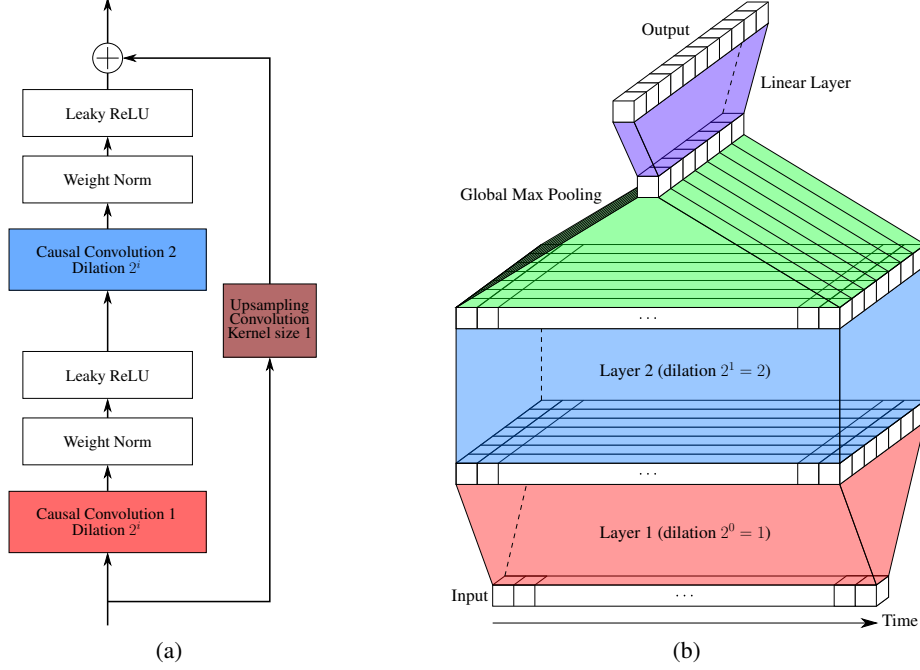 Leaky ReLU
Weight Norm
Causal Convolution 2
Dilation 2^i
Upsampling
Convolution
Kernel size 1
Leaky ReLU
Weight Norm
Causal Convolution 1
Dilation 2^i
(a)
Output
Linear Layer
Global Max Pooling
...
Layer 2 (dilation 2^1 = 2)
...
Layer 1 (dilation 2^0 = 1)
Input
...
Time
(b)